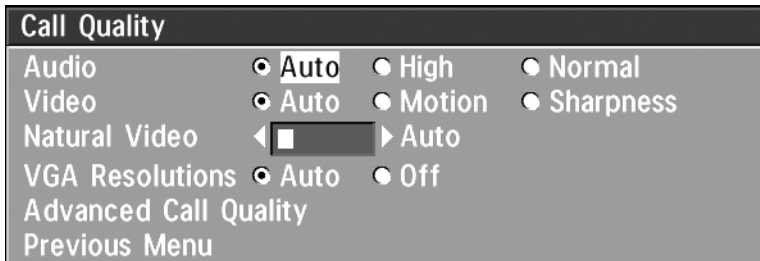 Call Quality
Audio Auto High Normal
Video Auto Motion Sharpness
Natural Video Auto
VGA Resolutions Auto Off
Advanced Call Quality
Previous Menu